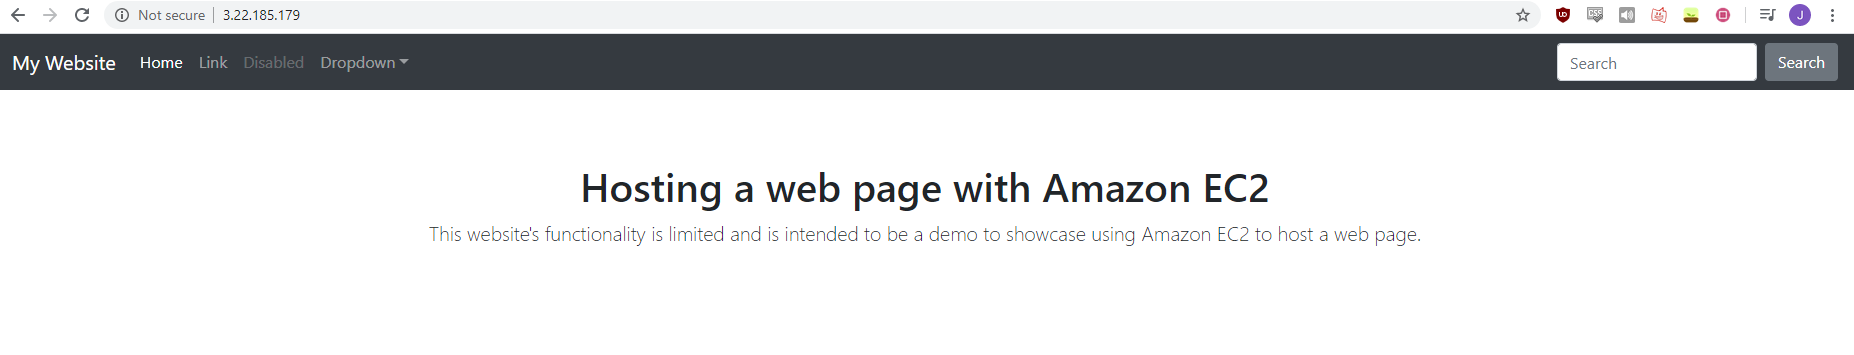 Not secure | 3.22.185.179
My Website Home Link Disabled Dropdown Search Search
Hosting a web page with Amazon EC2
This website's functionality is limited and is intended to be a demo to showcase using Amazon EC2 to host a web page.